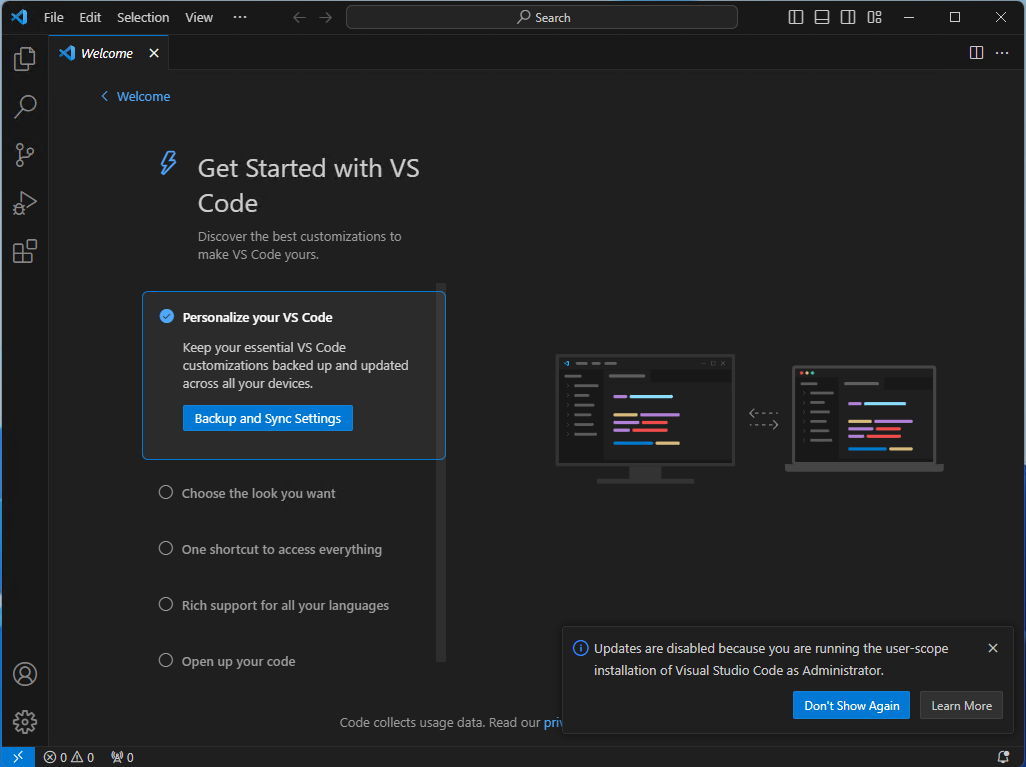 File Edit Selection View ··· Search
Welcome
Welcome
Get Started with VS
Code
Discover the best customizations to
make VS Code yours.
Personalize your VS Code
Keep your essential VS Code
customizations backed up and updated
across all your devices.
Backup and Sync Settings
Choose the look you want
One shortcut to access everything
Rich support for all your languages
Open up your code
Updates are disabled because you are running the user-scope
installation of Visual Studio Code as Administrator.
Don't Show Again Learn More
Code collects usage data. Read our priv
0 0 0